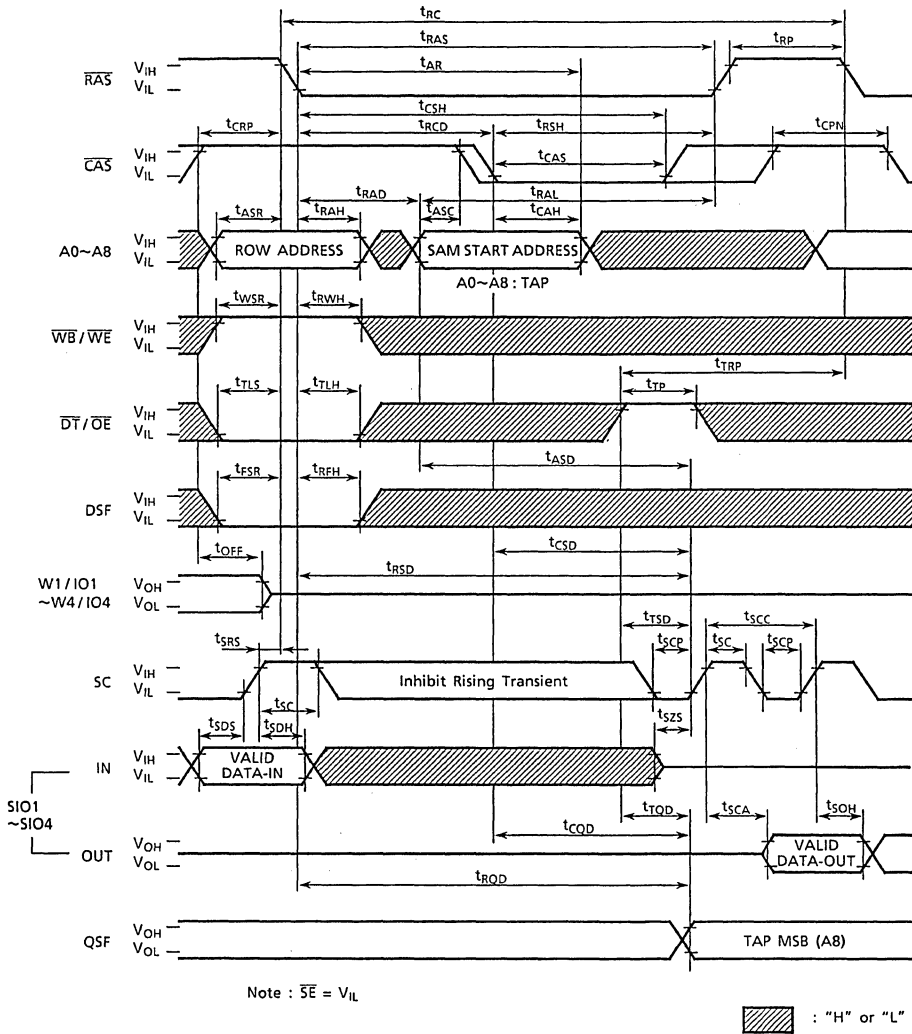 tRC
tRAS
tRP
tAR
RAS VIH
VIL
tCSH
tCRP
tRCD
tRSH
tCPN
CAS VIH
VIL
tCAS
tRAD
tRAL
tASR
tRAH
tASC
tCAH
A0~A8 VIH
VIL
ROW ADDRESS
SAM START ADDRESS
A0~A8 : TAP
tWSR
tRWH
WB/WE VIH
VIL
tTRP
tTLS
tTLH
tTP
DT/OE VIH
VIL
tASD
tFSR
tRFH
DSF VIH
VIL
tOFF
tCSD
tRSD
W1/IO1
~W4/IO4
VOH
VOL
tTSD
tSCC
tSRS
tSCP
tSC
tSCP
SC VIH
VIL
Inhibit Rising Transient
tSC
tSZS
tSDS
tSDH
IN VIH
VIL
VALID
DATA-IN
SIO1
~SIO4
tTQD
tSCA
tSOH
tCQD
OUT VOH
VOL
VALID
DATA-OUT
tRQD
QSF VOH
VOL
TAP MSB (A8)
Note : SE = VIL
: "H" or "L"